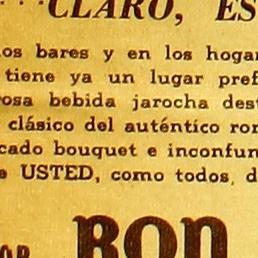 ...CLARO, ES
los bares y en los hogar
tiene ya un lugar pref
rosa bebida jarocha dest
clásico del auténtico ron
cado bouquet e inconfun
e USTED, como todos, d
OR RON